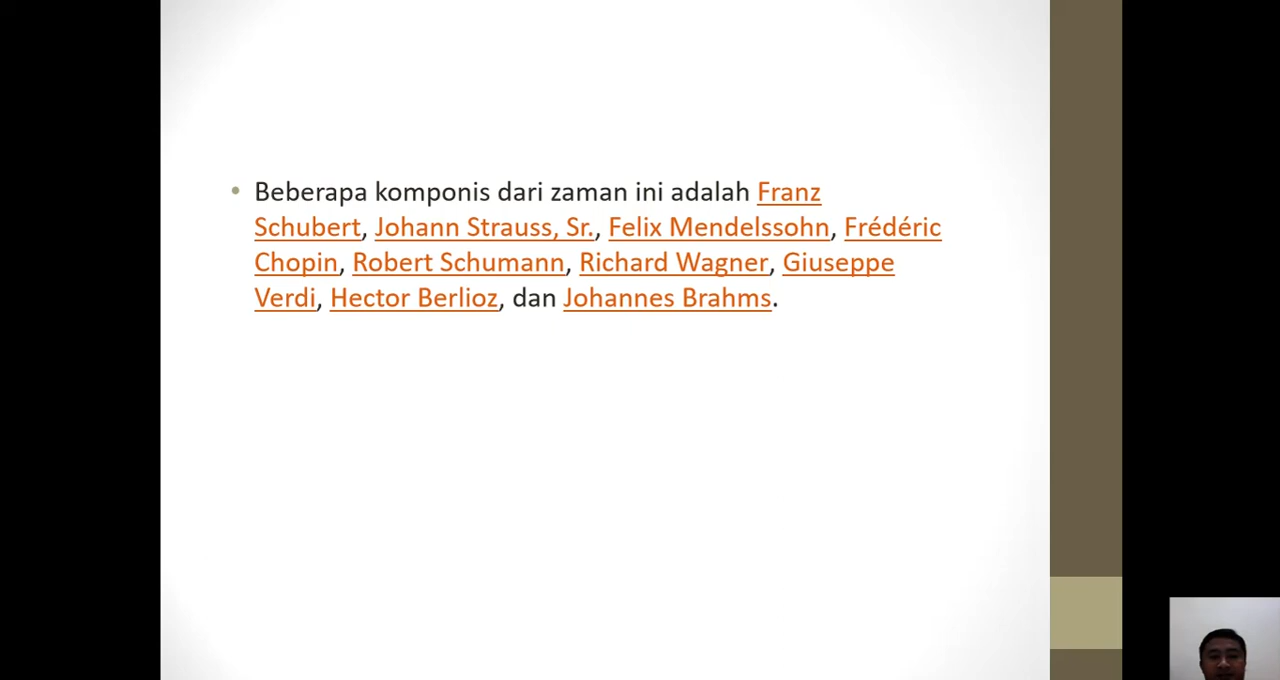 • Beberapa komponis dari zaman ini adalah Franz
Schubert, Johann Strauss, Sr., Felix Mendelssohn, Frédéric
Chopin, Robert Schumann, Richard Wagner, Giuseppe
Verdi, Hector Berlioz, dan Johannes Brahms.